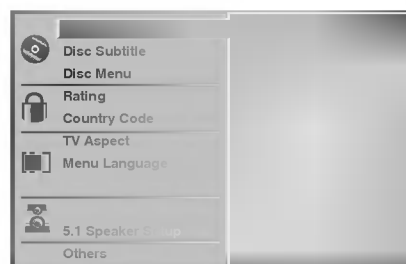 Disc Subtitle
Disc Menu
Rating
Country Code
TV Aspect
Menu Language
5.1 Speaker Setup
Others